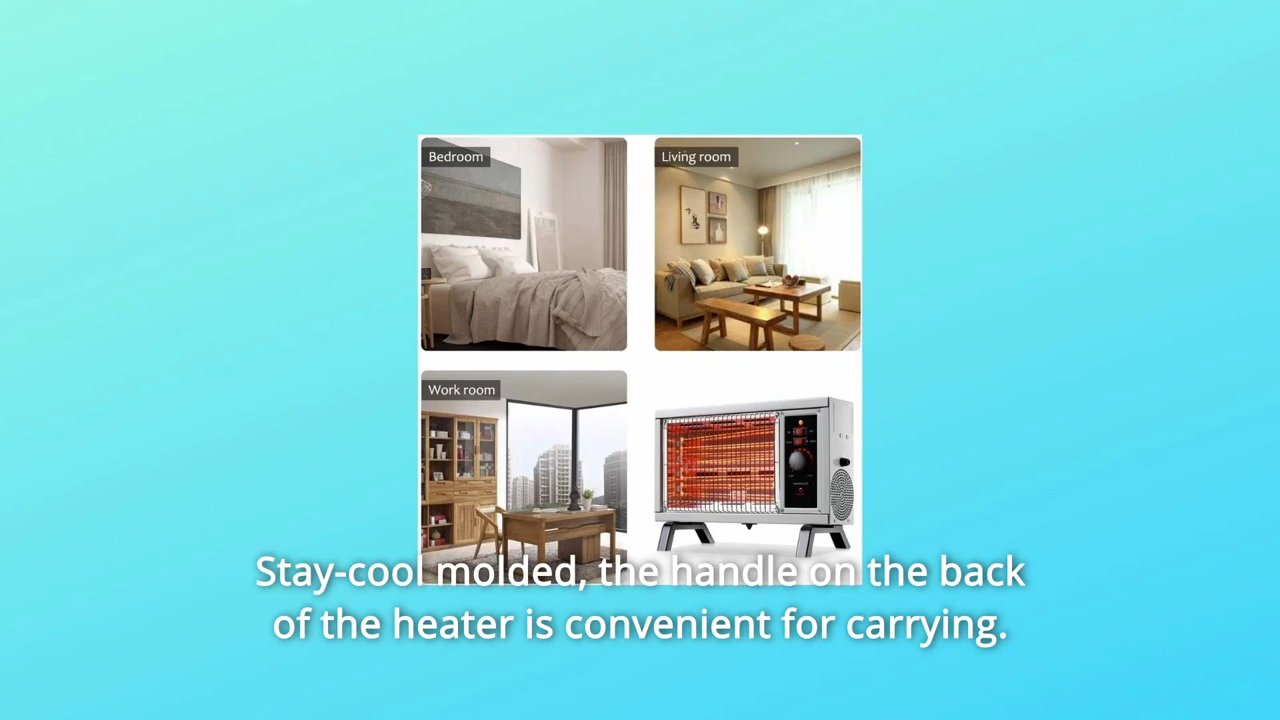 Bedroom
Living room
Work room
Stay-cool molded, the handle on the back
of the heater is convenient for carrying.